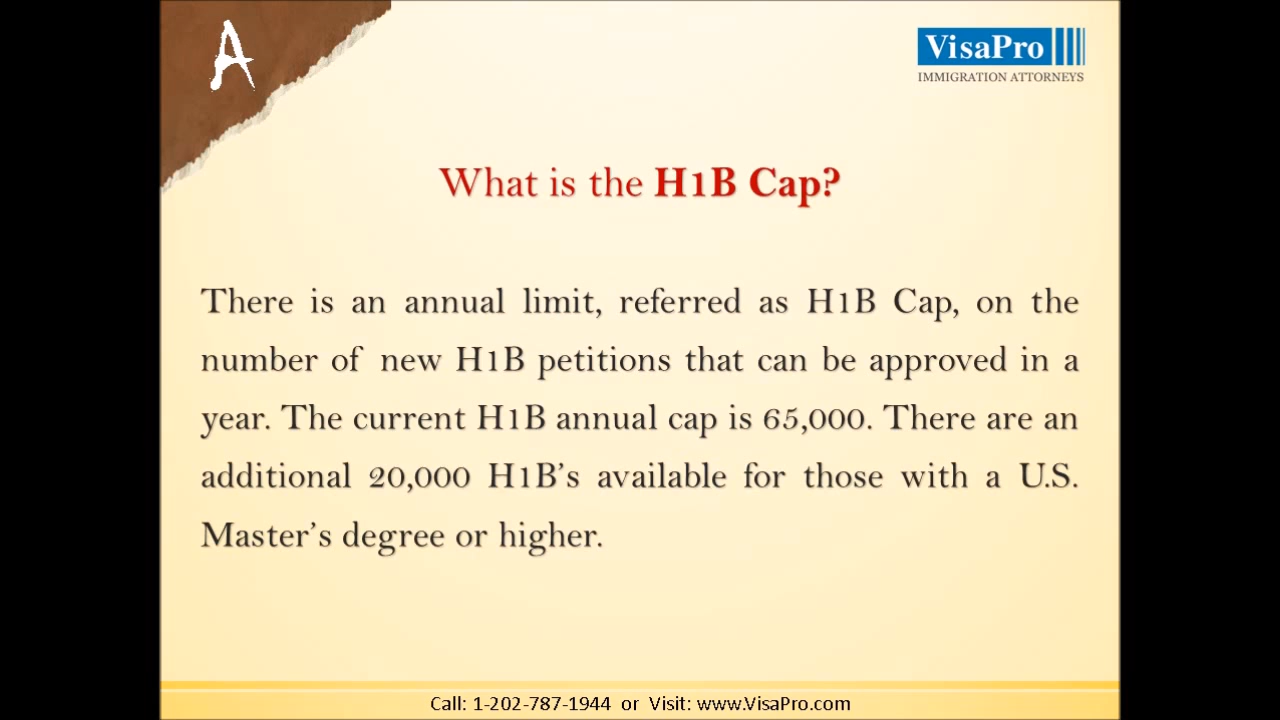 A
VisaPro
IMMIGRATION ATTORNEYS
What is the H1B Cap?
There is an annual limit, referred as H1B Cap, on the
number of new H1B petitions that can be approved in a
year. The current H1B annual cap is 65,000. There are an
additional 20,000 H1B’s available for those with a U.S.
Master’s degree or higher.
Call: 1-202-787-1944 or Visit: www.VisaPro.com